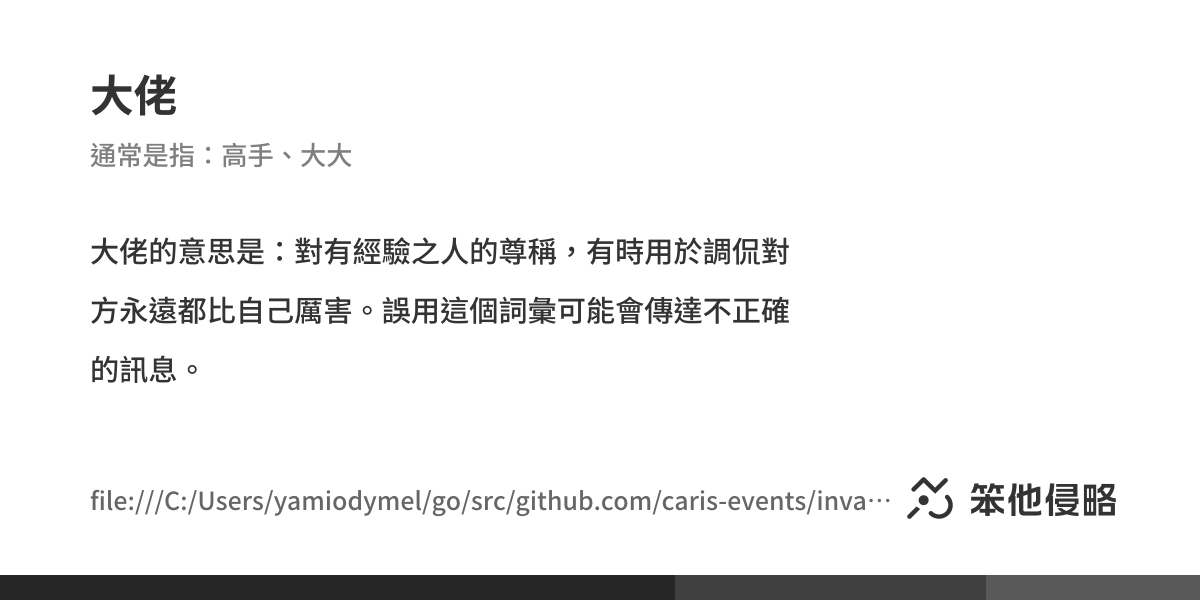 大佬
通常是指：高手、大大
大佬的意思是：對有經驗之人的尊稱，有時用於調侃對
方永遠都比自己厲害。誤用這個詞彙可能會傳達不正確
的訊息。
file:///C:/Users/yamiodymel/go/src/github.com/caris-events/inva…
笨他侵略